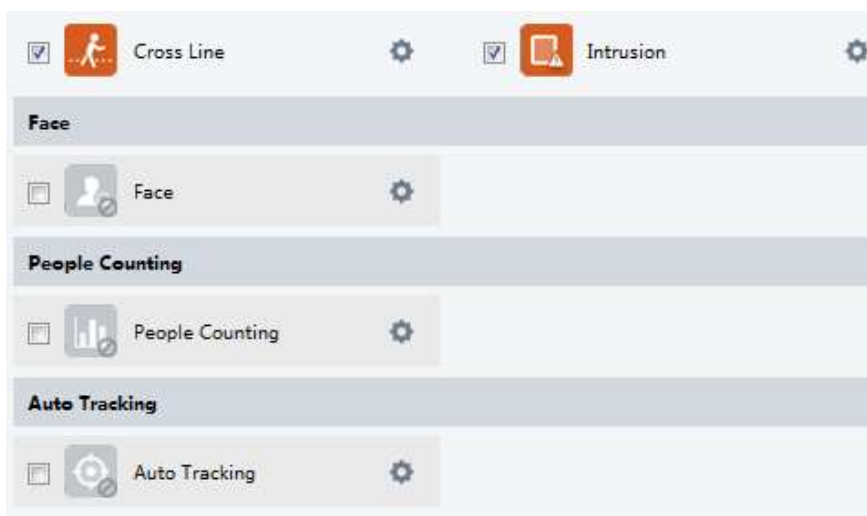 Cross Line Intrusion
Face
Face
People Counting
People Counting
Auto Tracking
Auto Tracking